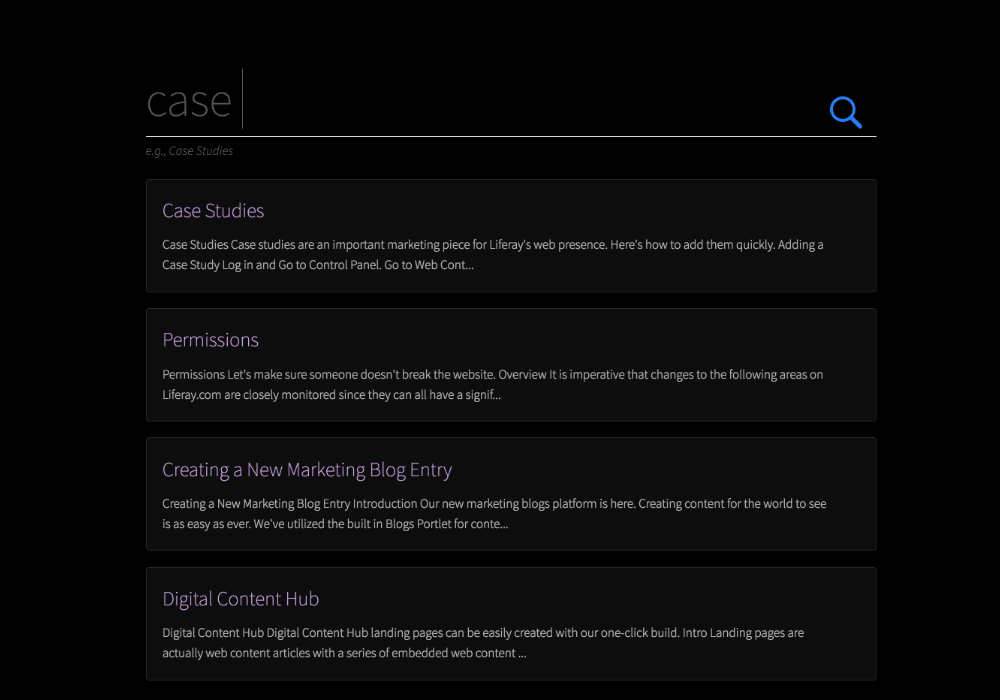 case
e.g., Case Studies
Case Studies
Case Studies Case studies are an important marketing piece for Liferay's web presence. Here's how to add them quickly. Adding a
Case Study Log in and Go to Control Panel. Go to Web Cont...
Permissions
Permissions Let's make sure someone doesn't break the website. Overview It is imperative that changes to the following areas on
Liferay.com are closely monitored since they can all have a signif...
Creating a New Marketing Blog Entry
Creating a New Marketing Blog Entry Introduction Our new marketing blogs platform is here. Creating content for the world to see
is as easy as ever. We've utilized the built in Blogs Portlet for conte...
Digital Content Hub
Digital Content Hub Digital Content Hub landing pages can be easily created with our one-click build. Intro Landing pages are
actually web content articles with a series of embedded web content ...